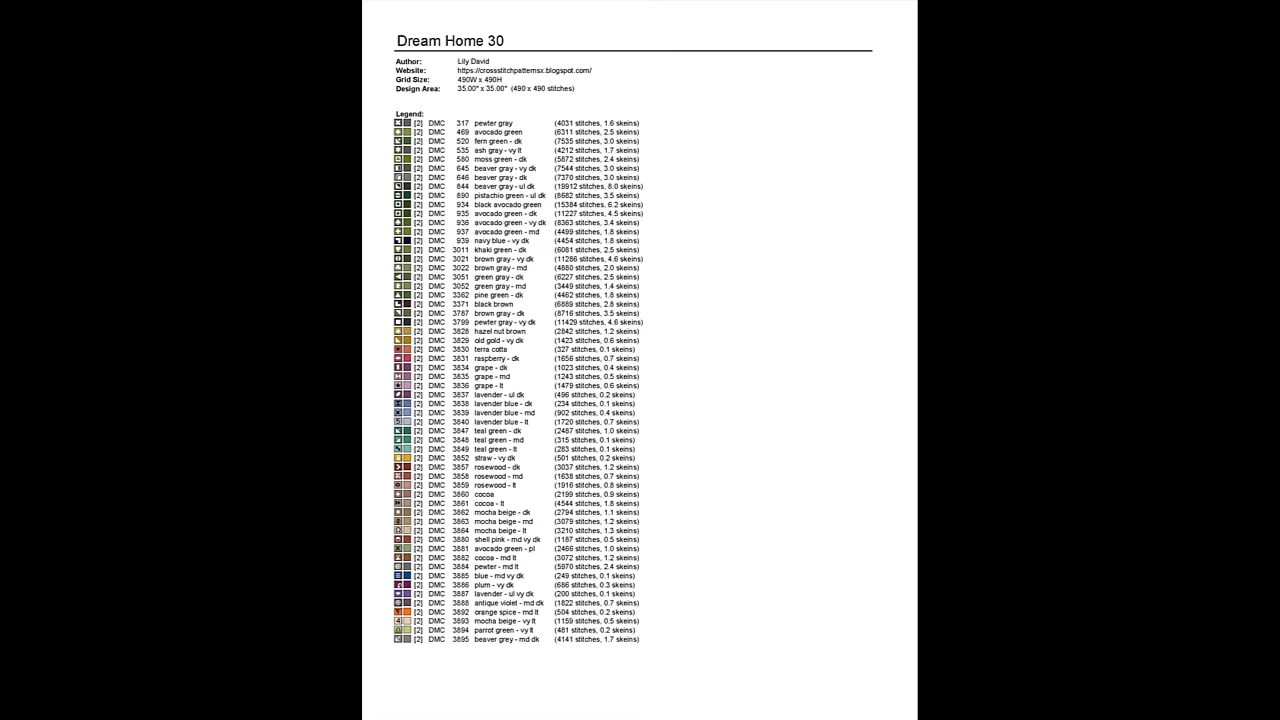 Dream Home 30
Author: Lily David
Website: https://crossstitchpatternsx.blogspot.com/
Grid Size: 490W x 490H
Design Area: 35.00" x 35.00" (490 x 490 stitches)
Legend:
[2] DMC 317 pewter gray (4031 stitches, 1.6 skeins)
[2] DMC 469 avocado green (6311 stitches, 2.5 skeins)
[2] DMC 520 fern green - dk (7535 stitches, 3.0 skeins)
[2] DMC 535 ash gray - vy lt (4212 stitches, 1.7 skeins)
[2] DMC 580 moss green - dk (5872 stitches, 2.4 skeins)
[2] DMC 645 beaver gray - vy dk (7544 stitches, 3.0 skeins)
[2] DMC 646 beaver gray - dk (7370 stitches, 3.0 skeins)
[2] DMC 844 beaver gray - ul dk (19912 stitches, 8.0 skeins)
[2] DMC 890 pistachio green - ul dk (8682 stitches, 3.5 skeins)
[2] DMC 934 black avocado green (15384 stitches, 6.2 skeins)
[2] DMC 935 avocado green - dk (11227 stitches, 4.5 skeins)
[2] DMC 936 avocado green - vy dk (8363 stitches, 3.4 skeins)
[2] DMC 937 avocado green - md (4499 stitches, 1.8 skeins)
[2] DMC 939 navy blue - vy dk (4454 stitches, 1.8 skeins)
[2] DMC 3011 khaki green - dk (6081 stitches, 2.5 skeins)
[2] DMC 3021 brown gray - vy dk (11286 stitches, 4.6 skeins)
[2] DMC 3022 brown gray - md (4880 stitches, 2.0 skeins)
[2] DMC 3051 green gray - dk (6227 stitches, 2.5 skeins)
[2] DMC 3052 green gray - md (3449 stitches, 1.4 skeins)
[2] DMC 3362 pine green - dk (4462 stitches, 1.8 skeins)
[2] DMC 3371 black brown (6889 stitches, 2.8 skeins)
[2] DMC 3787 brown gray - dk (8716 stitches, 3.5 skeins)
[2] DMC 3799 pewter gray - vy dk (11429 stitches, 4.6 skeins)
[2] DMC 3828 hazel nut brown (2842 stitches, 1.2 skeins)
[2] DMC 3829 old gold - vy dk (1423 stitches, 0.6 skeins)
[2] DMC 3830 terra cotta (327 stitches, 0.1 skeins)
[2] DMC 3831 raspberry - dk (1656 stitches, 0.7 skeins)
[2] DMC 3834 grape - dk (1023 stitches, 0.4 skeins)
[2] DMC 3835 grape - md (1243 stitches, 0.5 skeins)
[2] DMC 3836 grape - lt (1479 stitches, 0.6 skeins)
[2] DMC 3837 lavender - ul dk (496 stitches, 0.2 skeins)
[2] DMC 3838 lavender blue - dk (234 stitches, 0.1 skeins)
[2] DMC 3839 lavender blue - md (902 stitches, 0.4 skeins)
[2] DMC 3840 lavender blue - lt (1720 stitches, 0.7 skeins)
[2] DMC 3847 teal green - dk (2487 stitches, 1.0 skeins)
[2] DMC 3848 teal green - md (315 stitches, 0.1 skeins)
[2] DMC 3849 teal green - lt (283 stitches, 0.1 skeins)
[2] DMC 3852 straw - vy dk (501 stitches, 0.2 skeins)
[2] DMC 3857 rosewood - dk (3037 stitches, 1.2 skeins)
[2] DMC 3858 rosewood - md (1638 stitches, 0.7 skeins)
[2] DMC 3859 rosewood - lt (1916 stitches, 0.8 skeins)
[2] DMC 3860 cocoa (2199 stitches, 0.9 skeins)
[2] DMC 3861 cocoa - lt (4544 stitches, 1.8 skeins)
[2] DMC 3862 mocha beige - dk (2794 stitches, 1.1 skeins)
[2] DMC 3863 mocha beige - md (3079 stitches, 1.2 skeins)
[2] DMC 3864 mocha beige - lt (3210 stitches, 1.3 skeins)
[2] DMC 3880 shell pink - md vy dk (1187 stitches, 0.5 skeins)
[2] DMC 3881 avocado green - pl (2466 stitches, 1.0 skeins)
[2] DMC 3882 cocoa - md lt (3072 stitches, 1.2 skeins)
[2] DMC 3884 pewter - md lt (5970 stitches, 2.4 skeins)
[2] DMC 3885 blue - md vy dk (249 stitches, 0.1 skeins)
[2] DMC 3886 plum - vy dk (686 stitches, 0.3 skeins)
[2] DMC 3887 lavender - ul vy dk (200 stitches, 0.1 skeins)
[2] DMC 3888 antique violet - md dk (1822 stitches, 0.7 skeins)
[2] DMC 3892 orange spice - md lt (504 stitches, 0.2 skeins)
[2] DMC 3893 mocha beige - vy lt (1159 stitches, 0.5 skeins)
[2] DMC 3894 parrot green - vy lt (481 stitches, 0.2 skeins)
[2] DMC 3895 beaver grey - md dk (4141 stitches, 1.7 skeins)